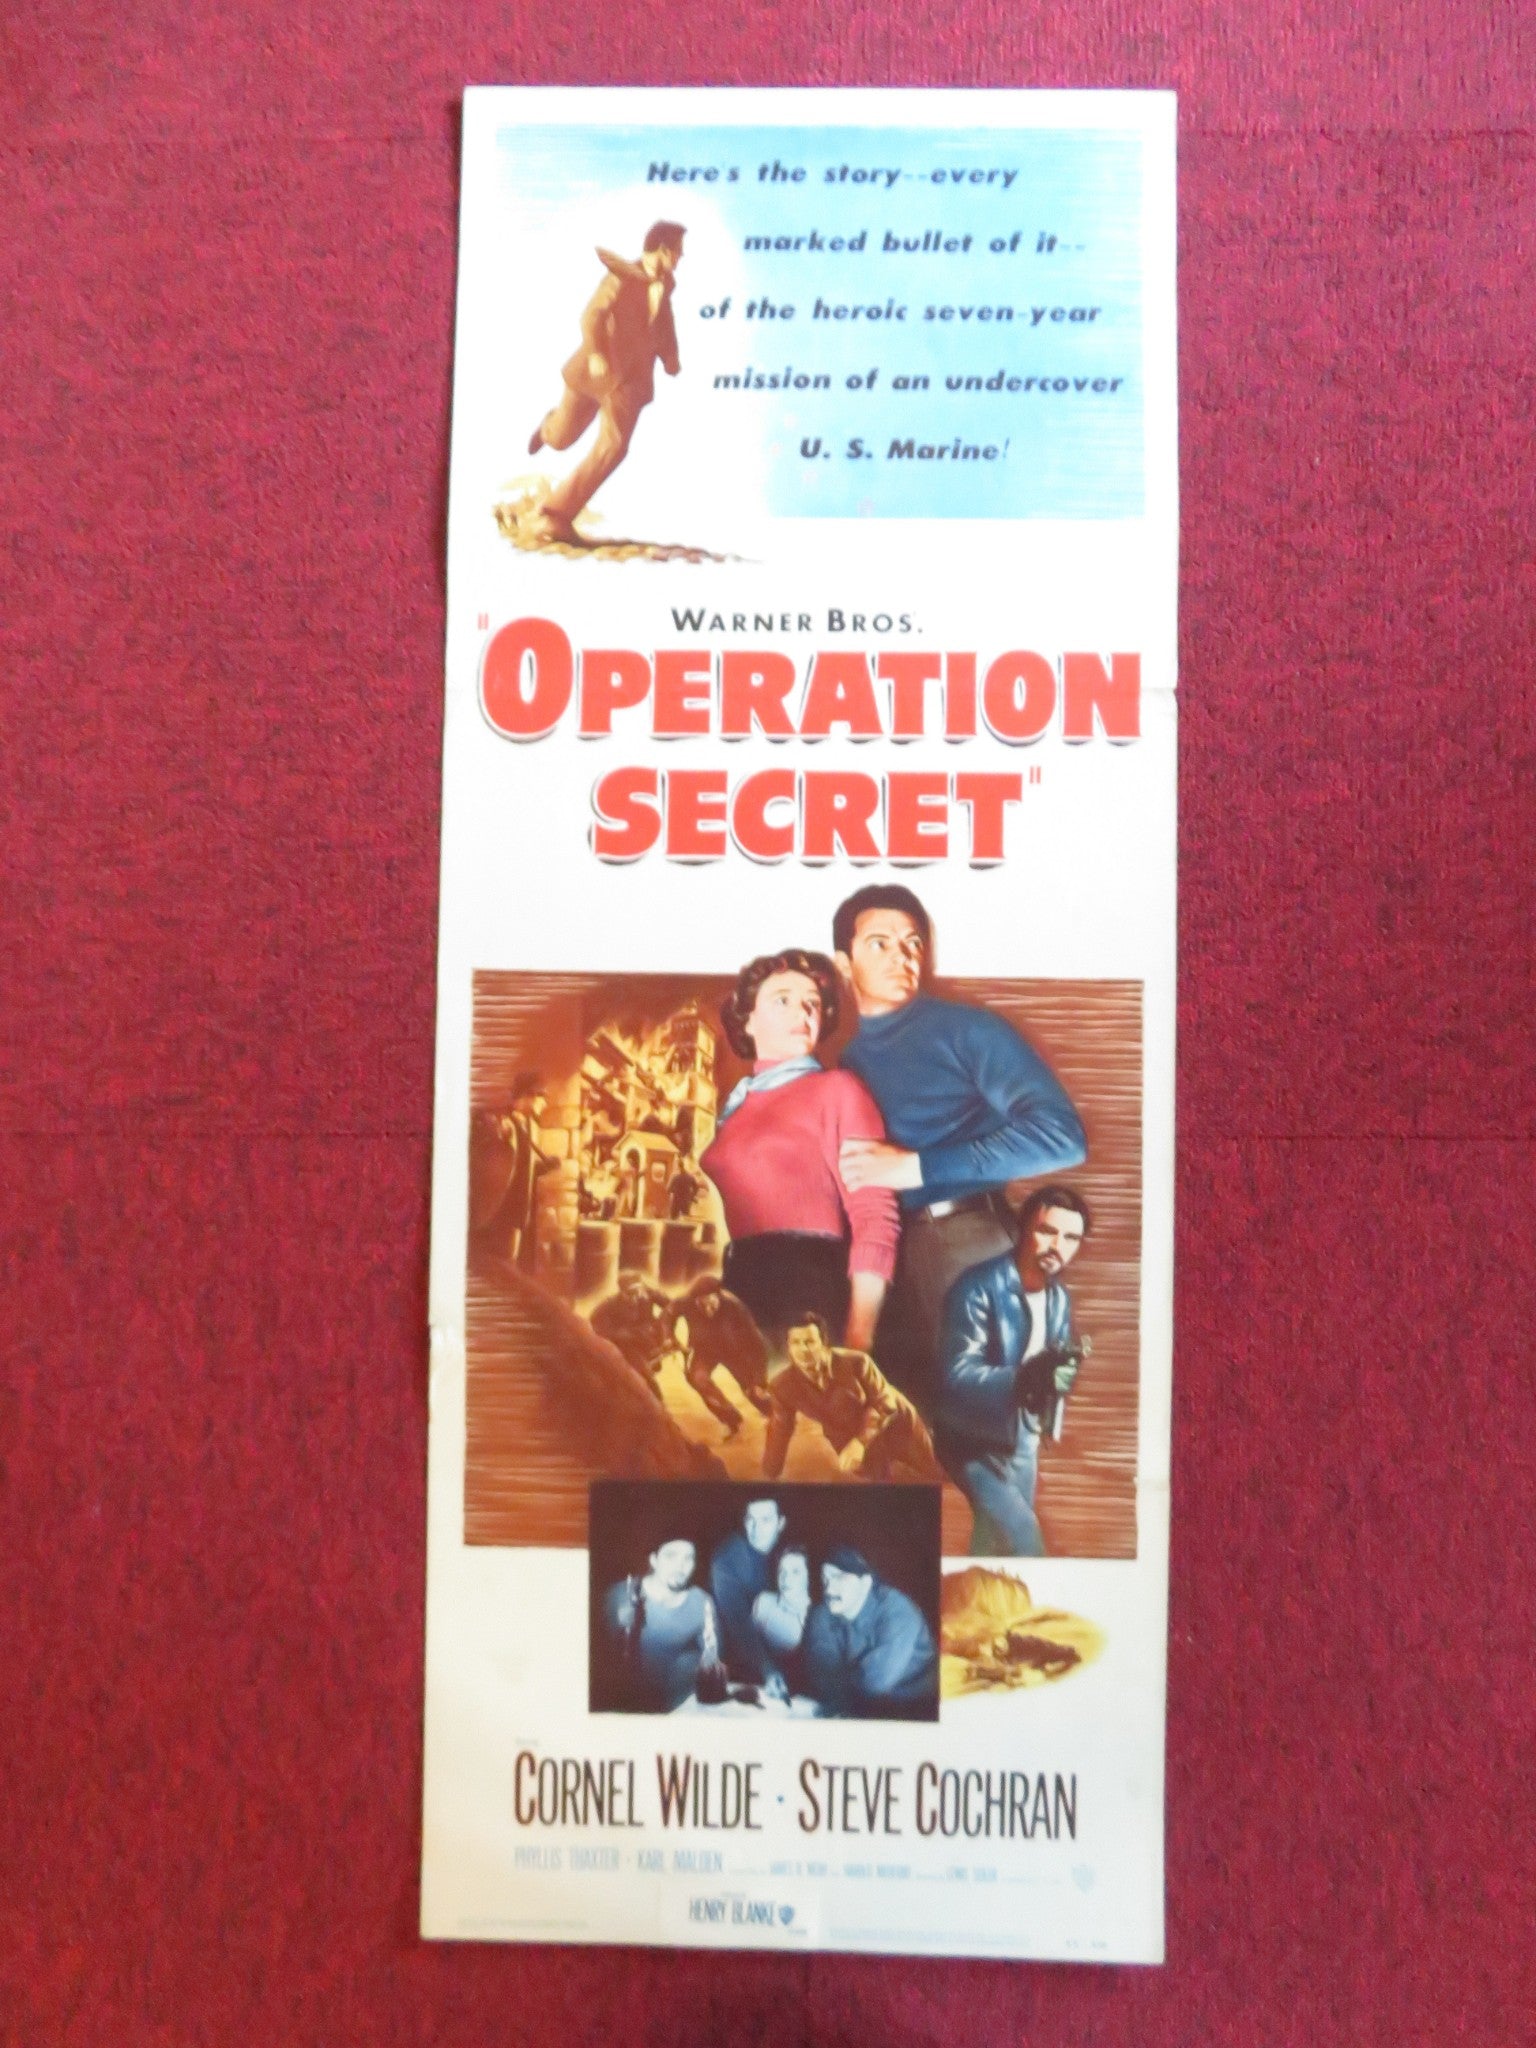 Here's the story--every
marked bullet of it--
of the heroic seven-year
mission of an undercover
U. S. Marine!
WARNER BROS.
"OPERATION
SECRET"
CORNEL WILDE · STEVE COCHRAN
PHYLLIS THAXTER · KARL MALDEN
HENRY BLANKE